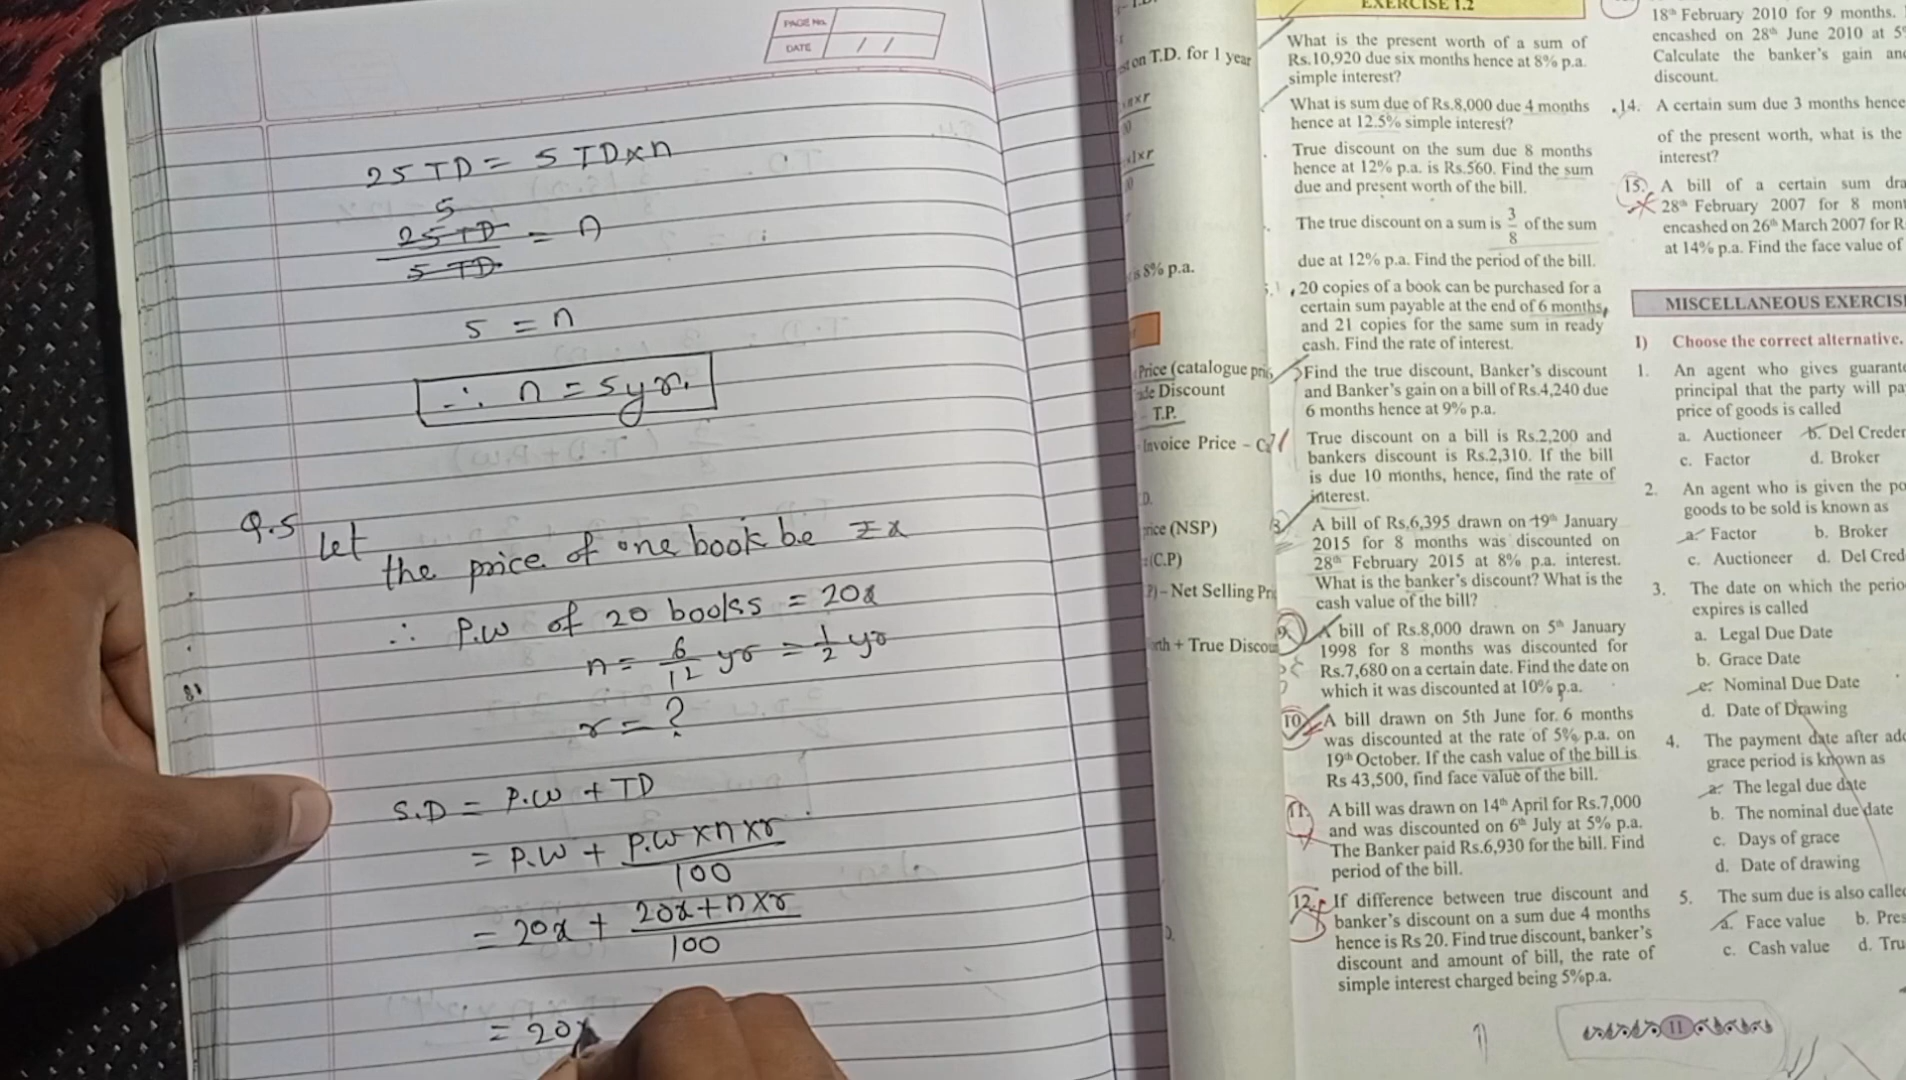 PAGE No.
DATE / /
25 TD = 5 TD×n
5
25 TD = n
5 TD
5 = n
∴ n = 5 yr.
Q.5 Let
the price of one book be ₹x
∴ P.W of 20 books = 20x
n = 6/12 yr = 1/2 yr
r = ?
S.D = P.W + TD
= P.W + P.W×n×r
100
= 20x + 20x+n×r
100
= 20x
on T.D. for 1 year
8% p.a.
Price (catalogue
Discount
T.P.
Invoice Price –
(NSP)
(C.P)
– Net Selling
+ True
EXERCISE 1.2
What is the present worth of a sum of
Rs.10,920 due six months hence at 8% p.a.
simple interest?
What is sum due of Rs.8,000 due 4 months
hence at 12.5% simple interest?
True discount on the sum due 8 months
hence at 12% p.a. is Rs.560. Find the sum
due and present worth of the bill.
The true discount on a sum is 3/8 of the sum
due at 12% p.a. Find the period of the bill.
20 copies of a book can be purchased for a
certain sum payable at the end of 6 months,
and 21 copies for the same sum in ready
cash. Find the rate of interest.
Find the true discount, Banker's discount
and Banker's gain on a bill of Rs.4,240 due
6 months hence at 9% p.a.
True discount on a bill is Rs.2,200 and
bankers discount is Rs.2,310. If the bill
is due 10 months, hence, find the rate of
interest.
A bill of Rs,6,395 drawn on 19th January
2015 for 8 months was discounted on
28th February 2015 at 8% p.a. interest.
What is the banker's discount? What is the
cash value of the bill?
9. A bill of Rs.8,000 drawn on 5th January
1998 for 8 months was discounted for
Rs.7,680 on a certain date. Find the date on
which it was discounted at 10% p.a.
10. A bill drawn on 5th June for. 6 months
was discounted at the rate of 5% p.a. on
19th October. If the cash value of the bill is
Rs 43,500, find face value of the bill.
11. A bill was drawn on 14th April for Rs.7,000
and was discounted on 6th July at 5% p.a.
The Banker paid Rs.6,930 for the bill. Find
period of the bill.
12. If difference between true discount and
banker's discount on a sum due 4 months
hence is Rs 20. Find true discount, banker's
discount and amount of bill, the rate of
simple interest charged being 5%p.a.
11
18th February 2010 for 9 months.
encashed on 28th June 2010 at
Calculate the banker's gain
discount.
14. A certain sum due 3 months hence
of the present worth, what is the
interest?
15. A bill of a certain sum
28th February 2007 for 8
encashed on 26th March 2007 for
at 14% p.a. Find the face value of
MISCELLANEOUS
I) Choose the correct alternative.
1. An agent who gives
principal that the party will
price of goods is called
a. Auctioneer b. Del
c. Factor d. Broker
2. An agent who is given the
goods to be sold is known as
a. Factor b. Broker
c. Auctioneer d. Del
3. The date on which the
expires is called
a. Legal Due Date
b. Grace Date
c. Nominal Due Date
d. Date of Drawing
4. The payment date after
grace period is known as
a. The legal due date
b. The nominal due date
c. Days of grace
d. Date of drawing
5. The sum due is also
a. Face value b.
c. Cash value d.